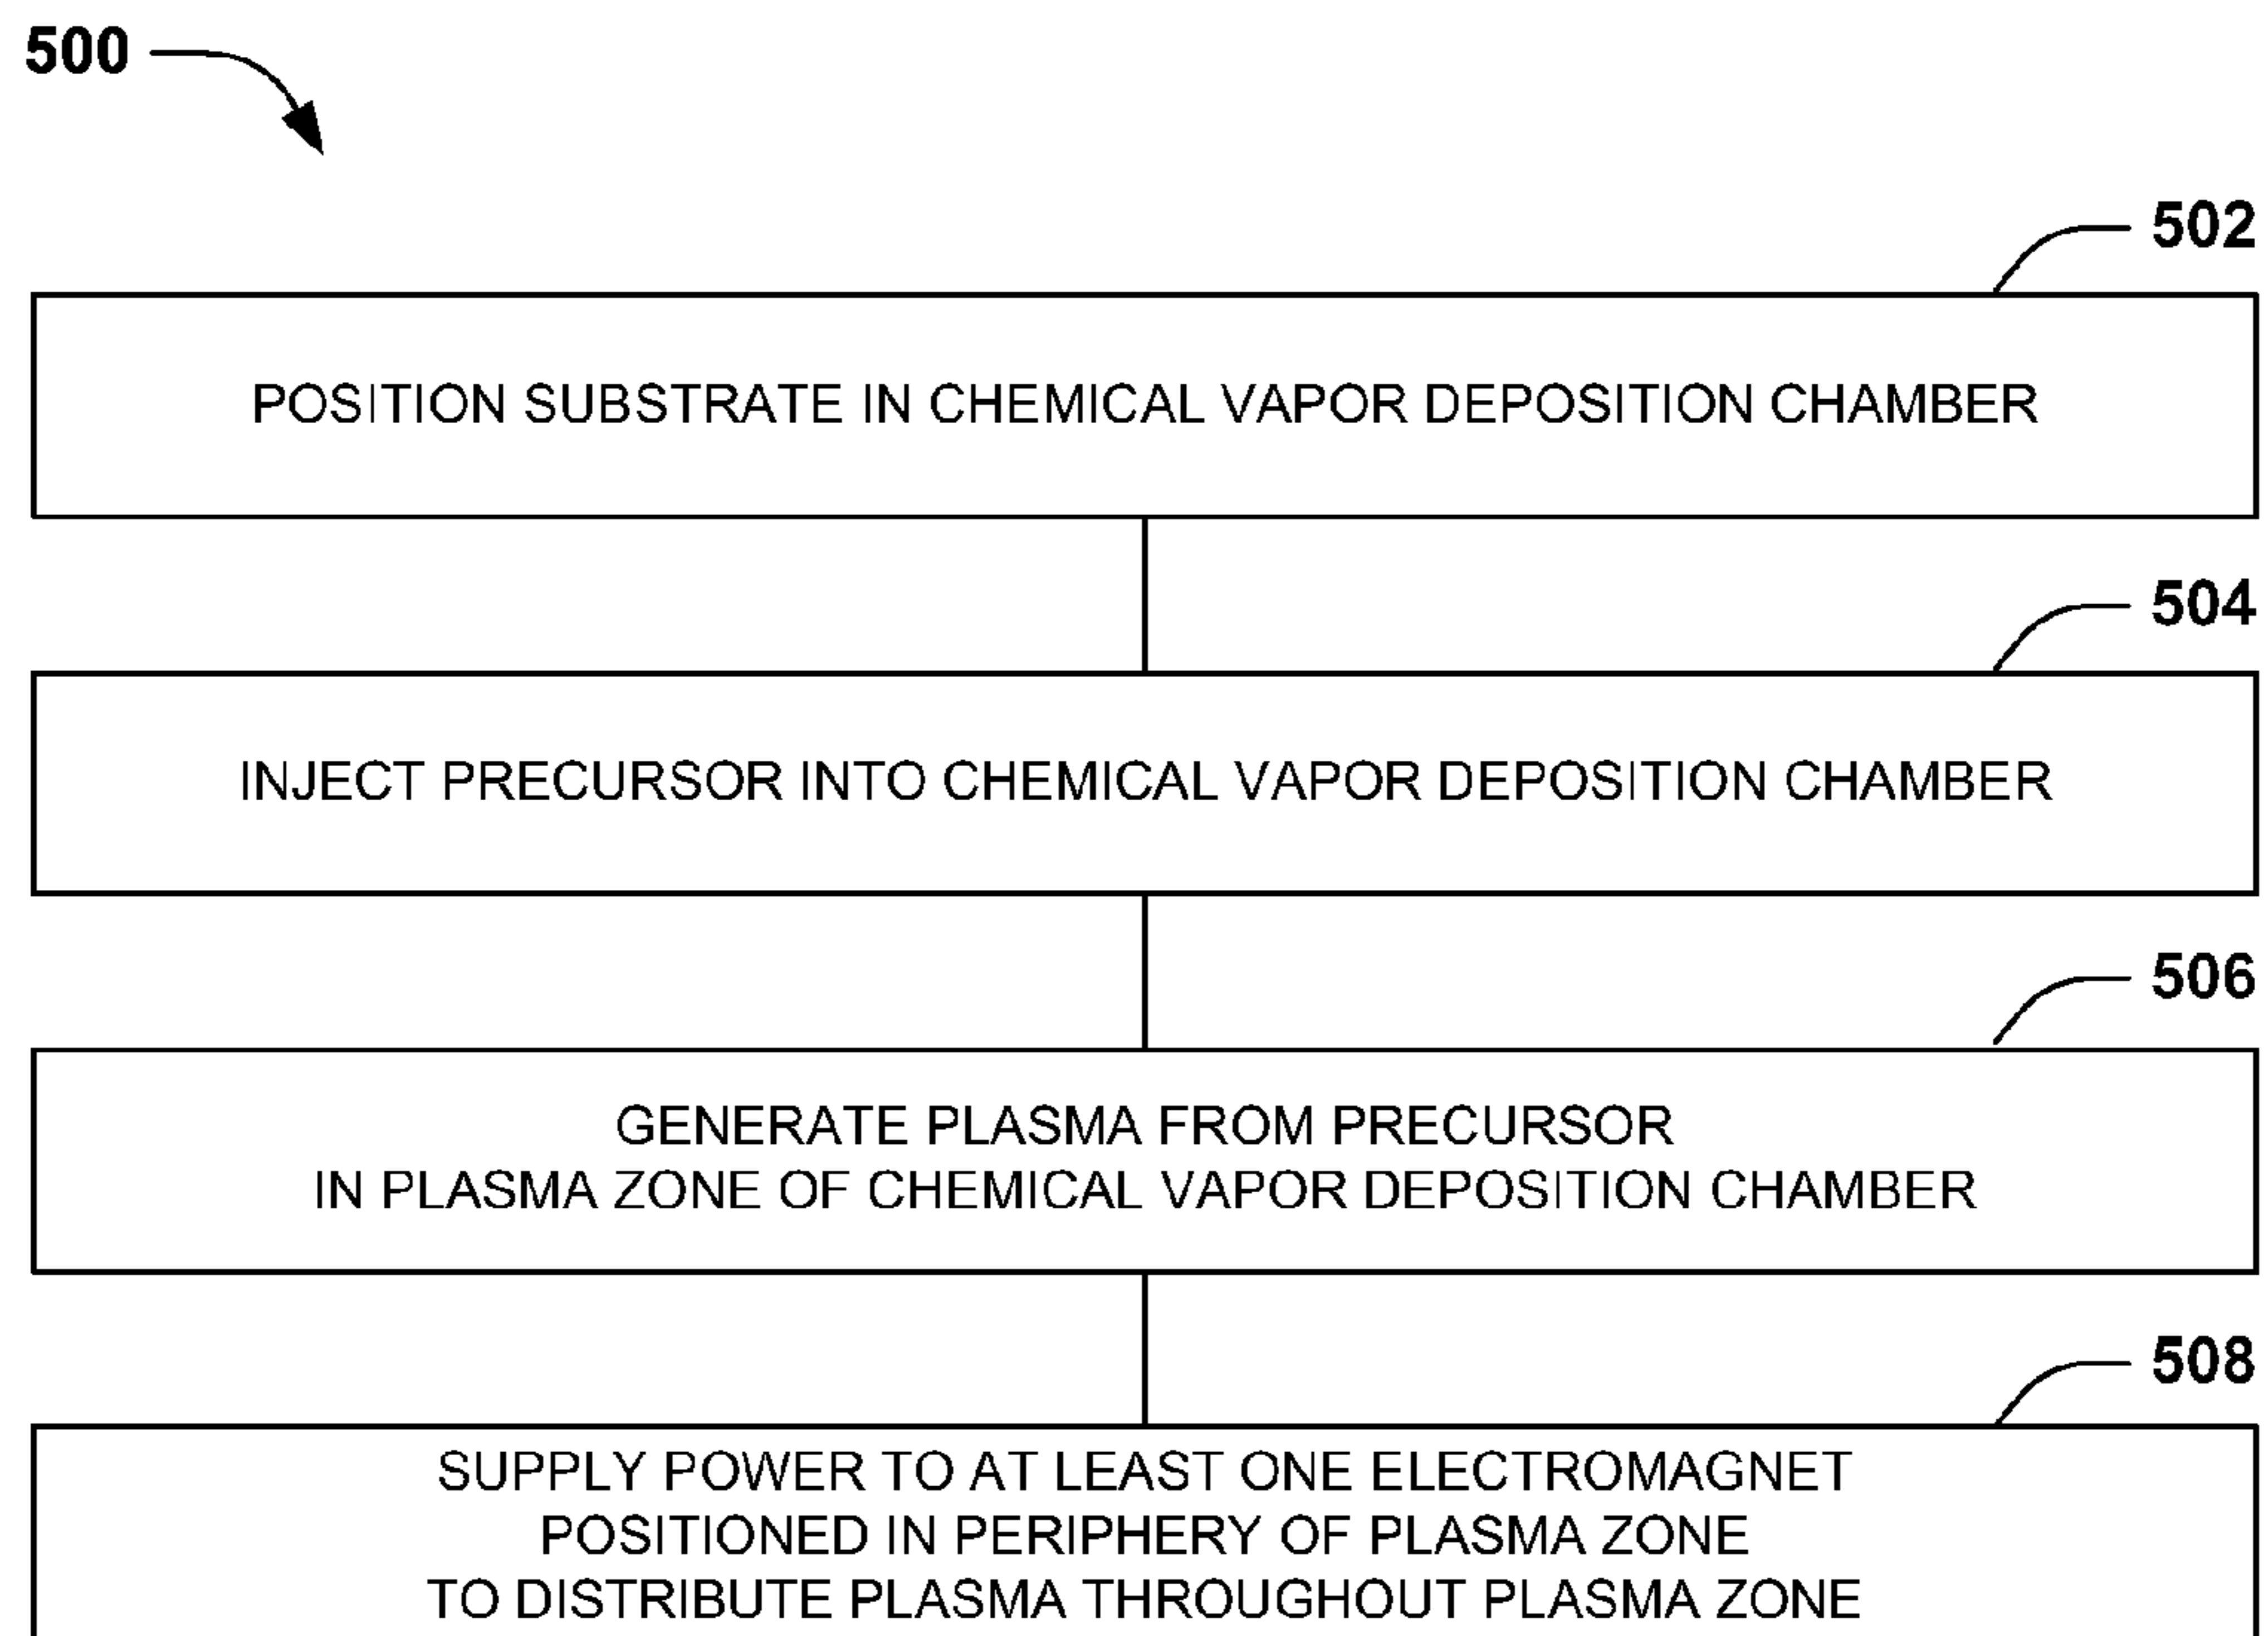 500
502
POSITION SUBSTRATE IN CHEMICAL VAPOR DEPOSITION CHAMBER
504
INJECT PRECURSOR INTO CHEMICAL VAPOR DEPOSITION CHAMBER
506
GENERATE PLASMA FROM PRECURSOR
IN PLASMA ZONE OF CHEMICAL VAPOR DEPOSITION CHAMBER
508
SUPPLY POWER TO AT LEAST ONE ELECTROMAGNET
POSITIONED IN PERIPHERY OF PLASMA ZONE
TO DISTRIBUTE PLASMA THROUGHOUT PLASMA ZONE